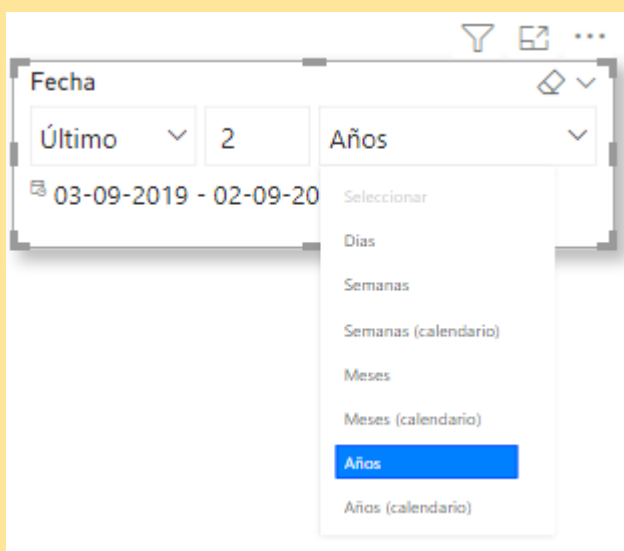 Fecha
Último 2 Años
03-09-2019 - 02-09-20
Seleccionar
Dias
Semanas
Semanas (calendario)
Meses
Meses (calendario)
Años
Años (calendario)